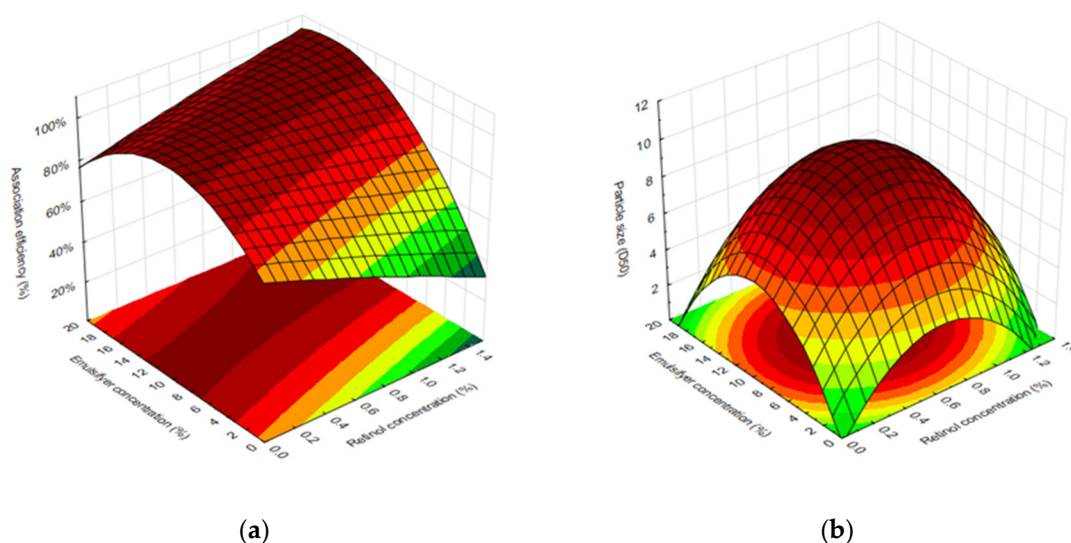 Association efficiency (%)
100%
80%
60%
40%
20%
20 18 16 14 12 10 8 6 4 2 0
Emulsifyer concentration (%)
0.0 0.2 0.4 0.6 0.8 1.0 1.2 1.4
Retinol concentration (%)
(a)
Particle size (D50)
12
10
8
6
4
2
20 18 16 14 12 10 8 6 4 2 0
Emulsifyer concentration (%)
0.0 0.2 0.4 0.6 0.8 1.0 1.2
Retinol concentration (%)
(b)